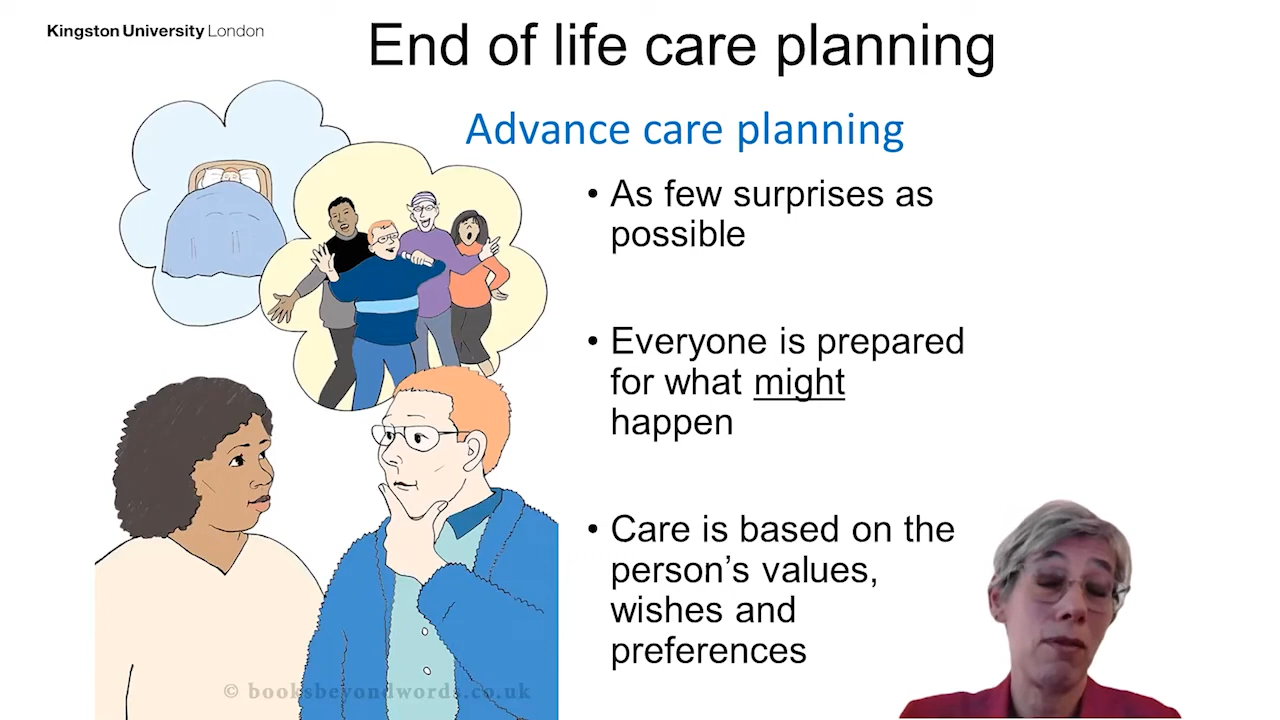 Kingston University London
End of life care planning
Advance care planning
• As few surprises as
possible
• Everyone is prepared
for what might
happen
• Care is based on the
person’s values,
wishes and
preferences
© booksbeyondwords.co.uk